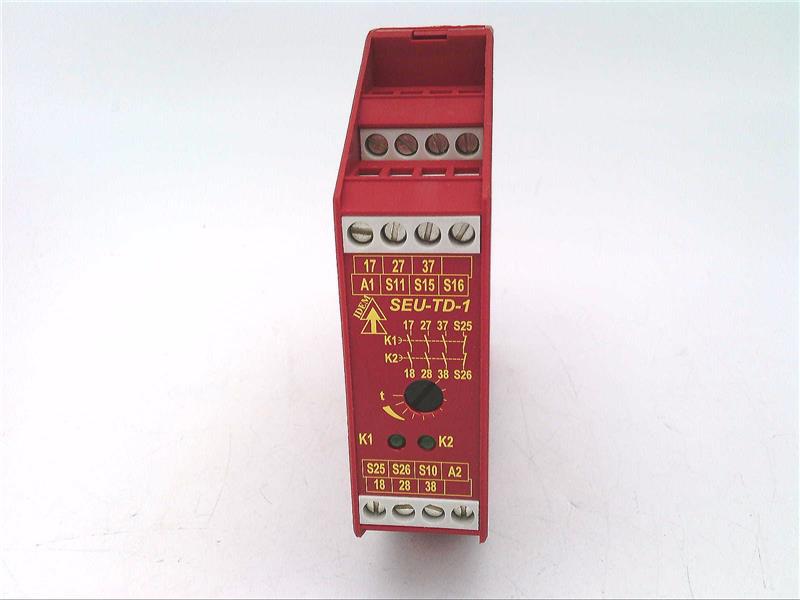 17 27 37
A1 S11 S15 S16
IDEM
SEU-TD-1
17 27 37 S25
K1
K2
18 28 38 S26
t
K1 K2
S25 S26 S10 A2
18 28 38